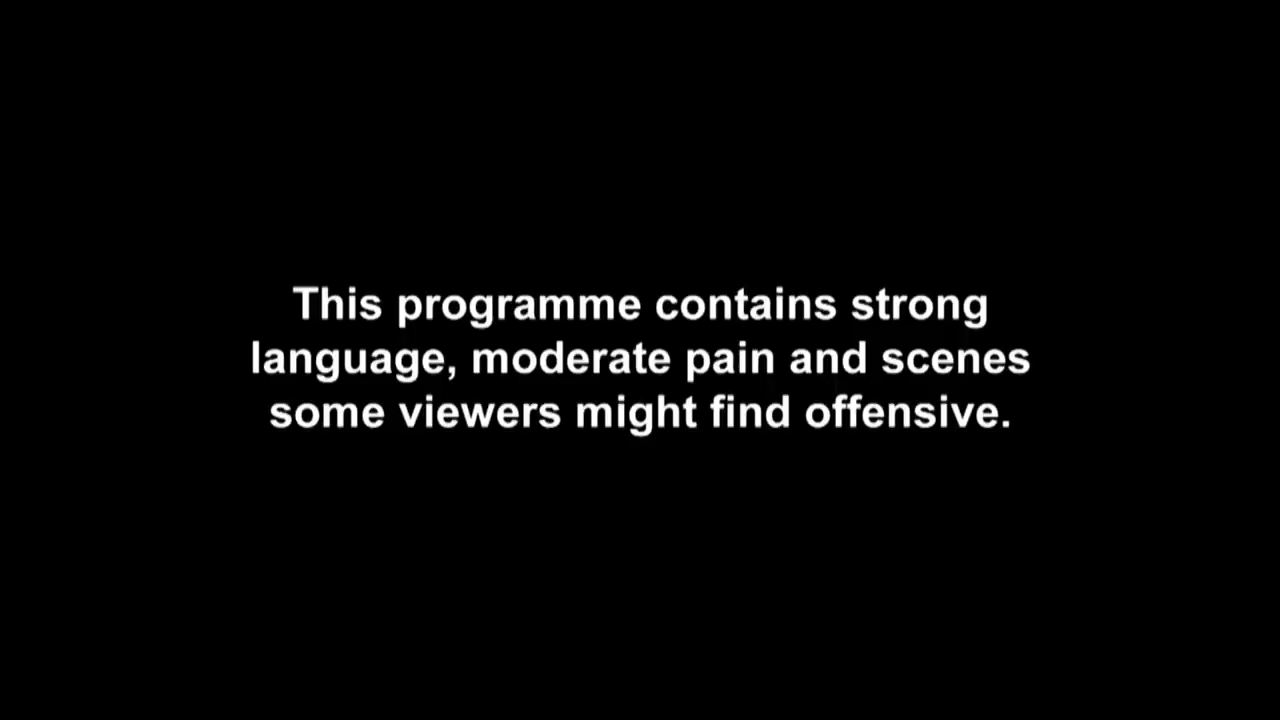 This programme contains strong
language, moderate pain and scenes
some viewers might find offensive.